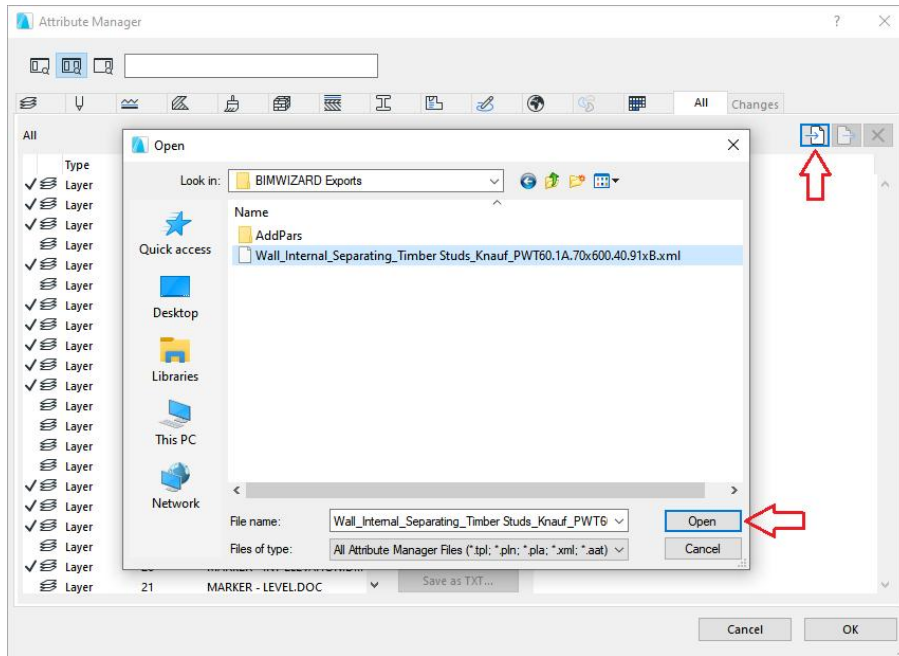 Attribute Manager
All
Changes
All
Open
Type
Layer
Look in:
BIMWIZARD Exports
Layer
Name
Layer
AddPars
Layer
Quick access
Wall_Internal_Separating_Timber Studs_Knauf_PWT60.1A.70x600.40.91xB.xml
Layer
Layer
Layer
Desktop
Layer
Layer
Libraries
Layer
Layer
Layer
Layer
This PC
Layer
Layer
Layer
Network
Layer
File name:
Wall_Internal_Separating_Timber Studs_Knauf_PWT6
Open
Layer
Files of type:
All Attribute Manager Files (*.tpl; *.pln; *.pla; *.xml; *.aat)
Cancel
Layer
Layer
Layer
21
MARKER - LEVEL.DOC
Save as TXT...
Cancel
OK